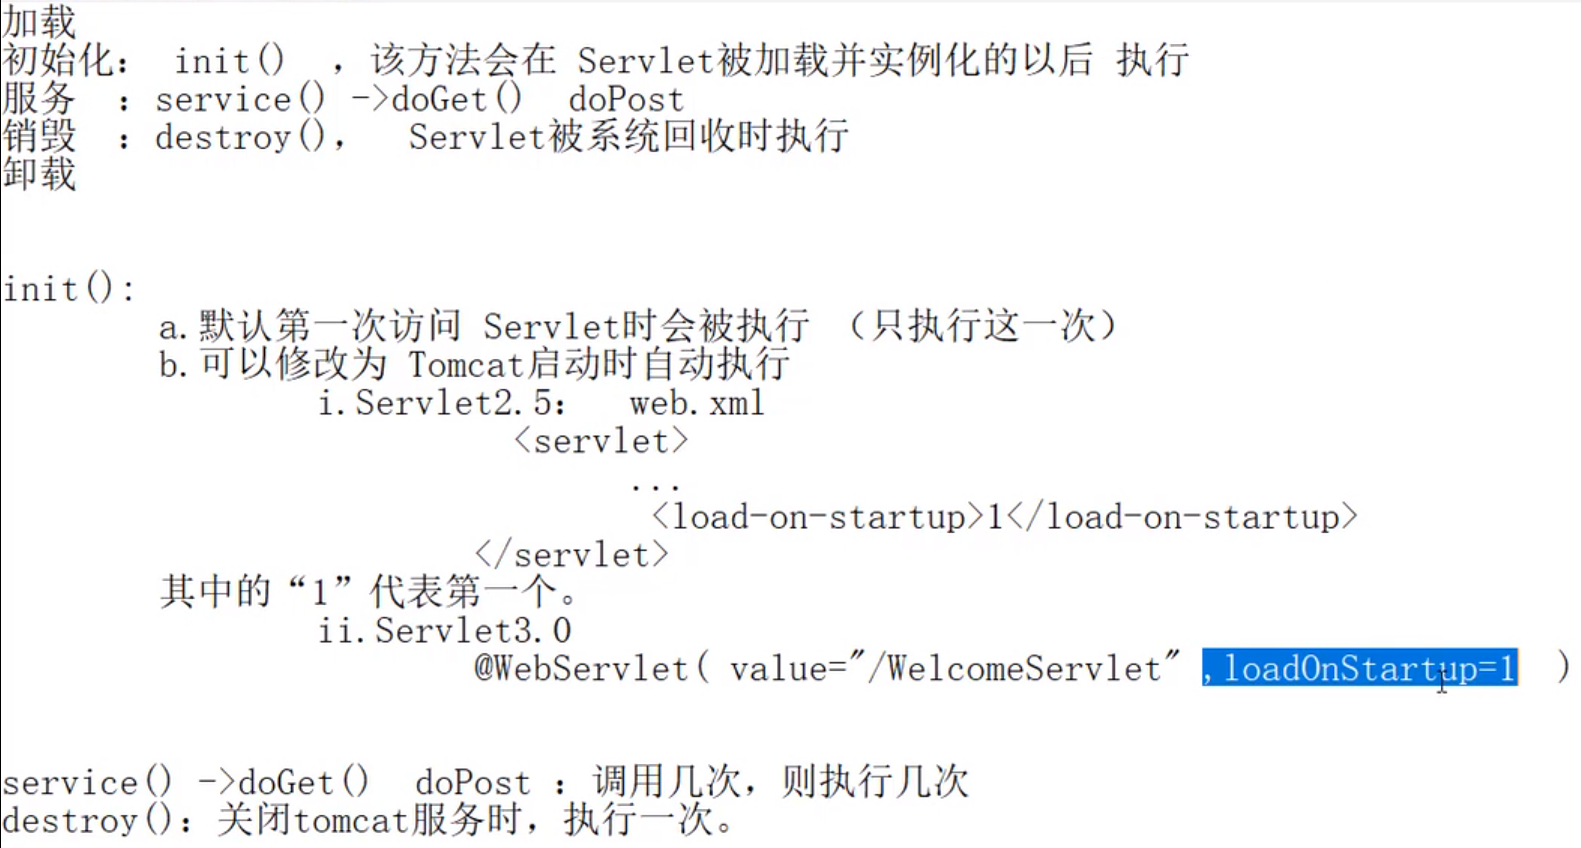 加载
初始化： init() ，该方法会在 Servlet被加载并实例化的以后 执行
服务 ：service() ->doGet() doPost
销毁 ：destroy()， Servlet被系统回收时执行
卸载
init():
a.默认第一次访问 Servlet时会被执行 （只执行这一次）
b.可以修改为 Tomcat启动时自动执行
i.Servlet2.5： web.xml
<servlet>
...
<load-on-startup>1</load-on-startup>
</servlet>
其中的“1”代表第一个。
ii.Servlet3.0
@WebServlet( value="/WelcomeServlet" ,loadOnStartup=1 )
service() ->doGet() doPost ：调用几次，则执行几次
destroy()：关闭tomcat服务时，执行一次。